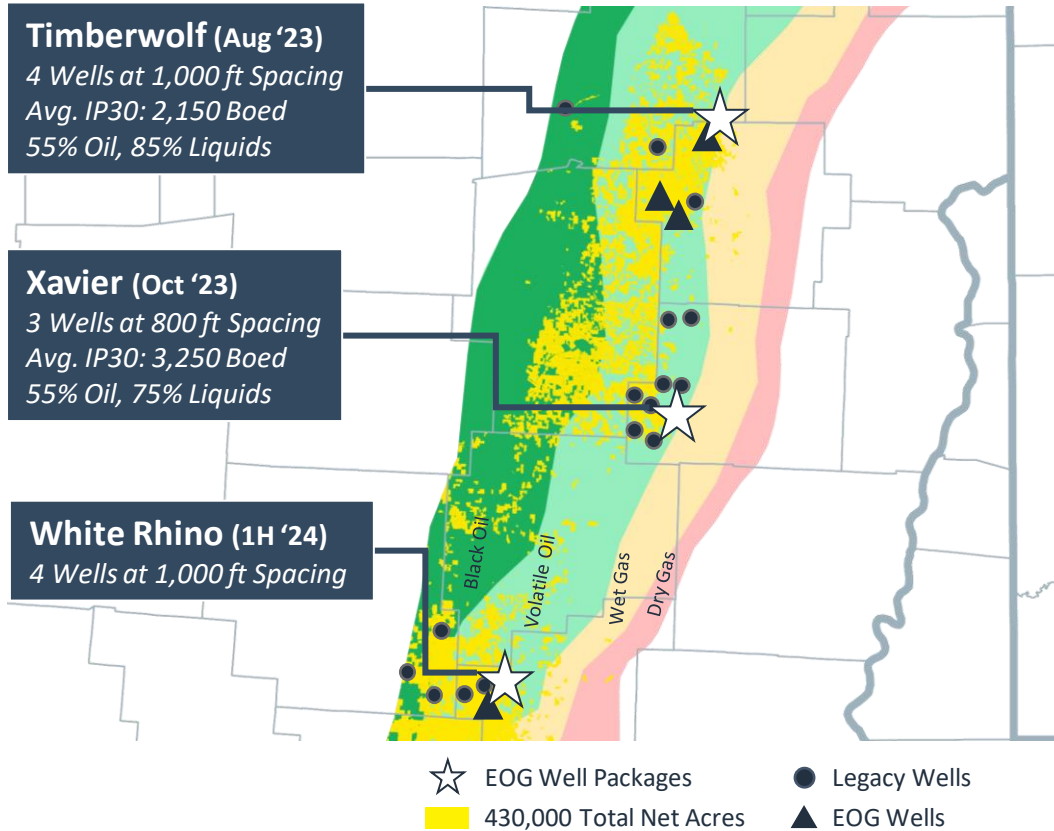 Timberwolf (Aug ‘23)
4 Wells at 1,000 ft Spacing
Avg. IP30: 2,150 Boed
55% Oil, 85% Liquids
Xavier (Oct ‘23)
3 Wells at 800 ft Spacing
Avg. IP30: 3,250 Boed
55% Oil, 75% Liquids
White Rhino (1H ‘24)
4 Wells at 1,000 ft Spacing
Black Oil
Volatile Oil
Wet Gas
Dry Gas
EOG Well Packages
Legacy Wells
430,000 Total Net Acres
EOG Wells